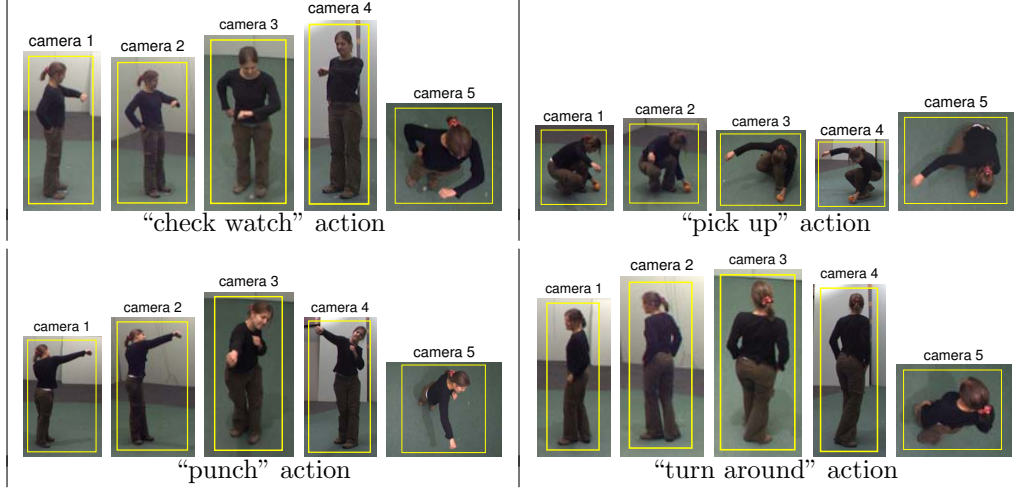 camera 1
camera 2
camera 3
camera 4
camera 5
“check watch” action
camera 1
camera 2
camera 3
camera 4
camera 5
“pick up” action
camera 1
camera 2
camera 3
camera 4
camera 5
“punch” action
camera 1
camera 2
camera 3
camera 4
camera 5
“turn around” action